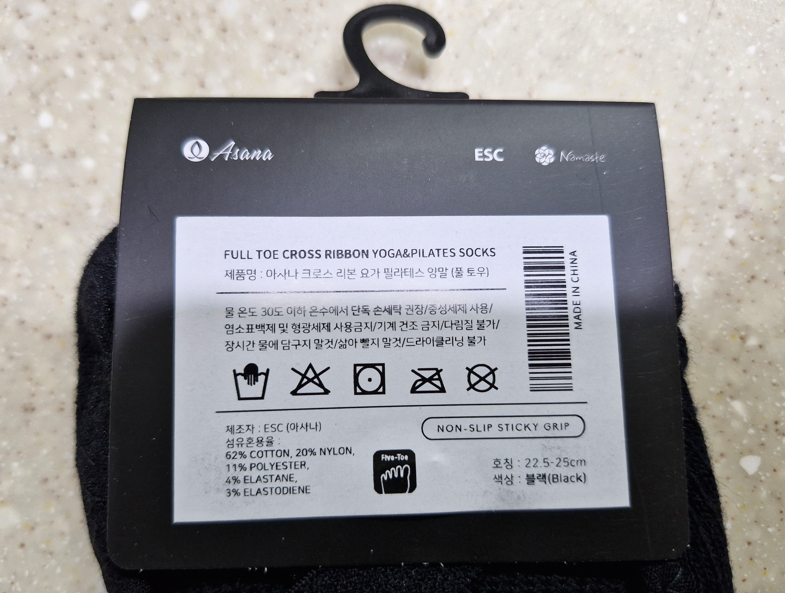 Asana
ESC
Namaste
FULL TOE CROSS RIBBON YOGA&PILATES SOCKS
제품명 : 아사나 크로스 리본 요가 필라테스 양말 (풀 토우)
물 온도 30도 이하 온수에서 단독 손세탁 권장/중성세제 사용/
염소표백제 및 형광세제 사용금지/기계 건조 금지/다림질 불가/
장시간 물에 담구지 말것/삶아 빨지 말것/드라이클리닝 불가
MADE IN CHINA
제조자 : ESC (아사나)
섬유혼용율 :
62% COTTON, 20% NYLON,
11% POLYESTER,
4% ELASTANE,
3% ELASTODIENE
Five-Toe
NON-SLIP STICKY GRIP
호칭 : 22.5-25cm
색상 : 블랙(Black)